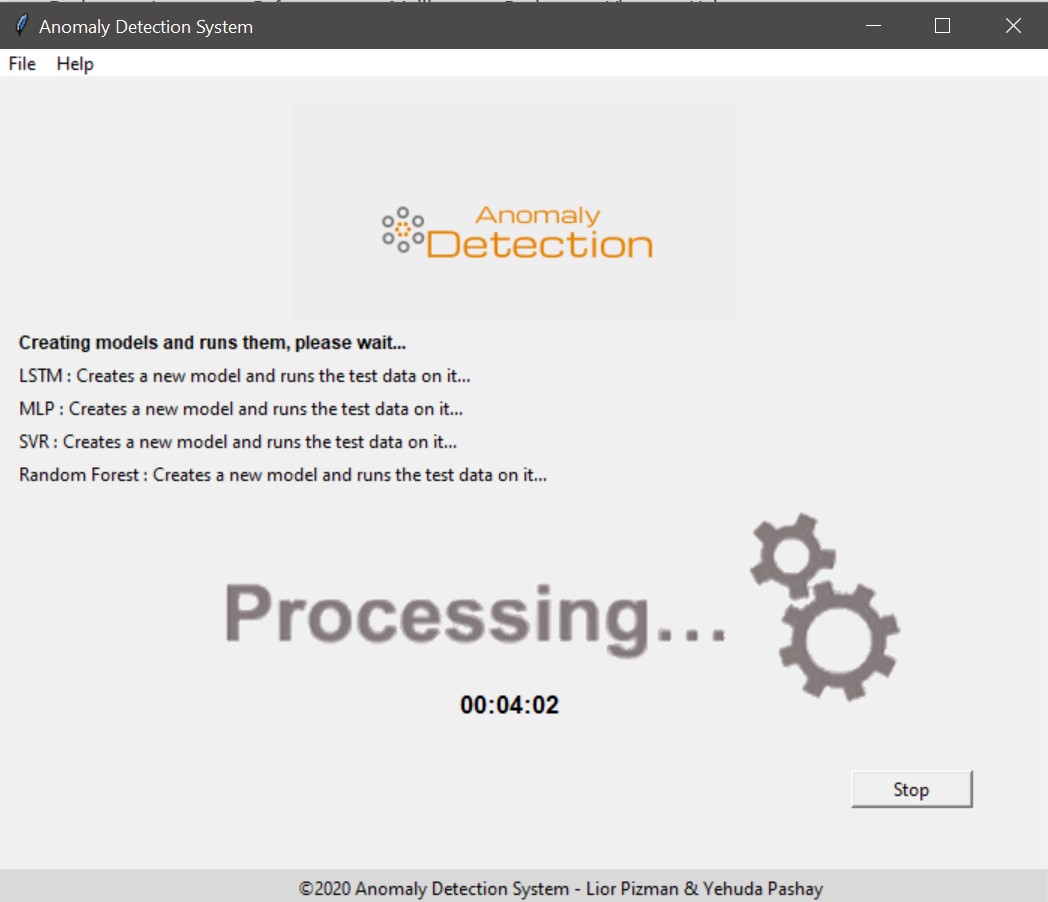 Anomaly Detection System
File Help
Anomaly
Detection
Creating models and runs them, please wait...
LSTM : Creates a new model and runs the test data on it...
MLP : Creates a new model and runs the test data on it...
SVR : Creates a new model and runs the test data on it...
Random Forest : Creates a new model and runs the test data on it...
Processing...
00:04:02
Stop
©2020 Anomaly Detection System - Lior Pizman & Yehuda Pashay